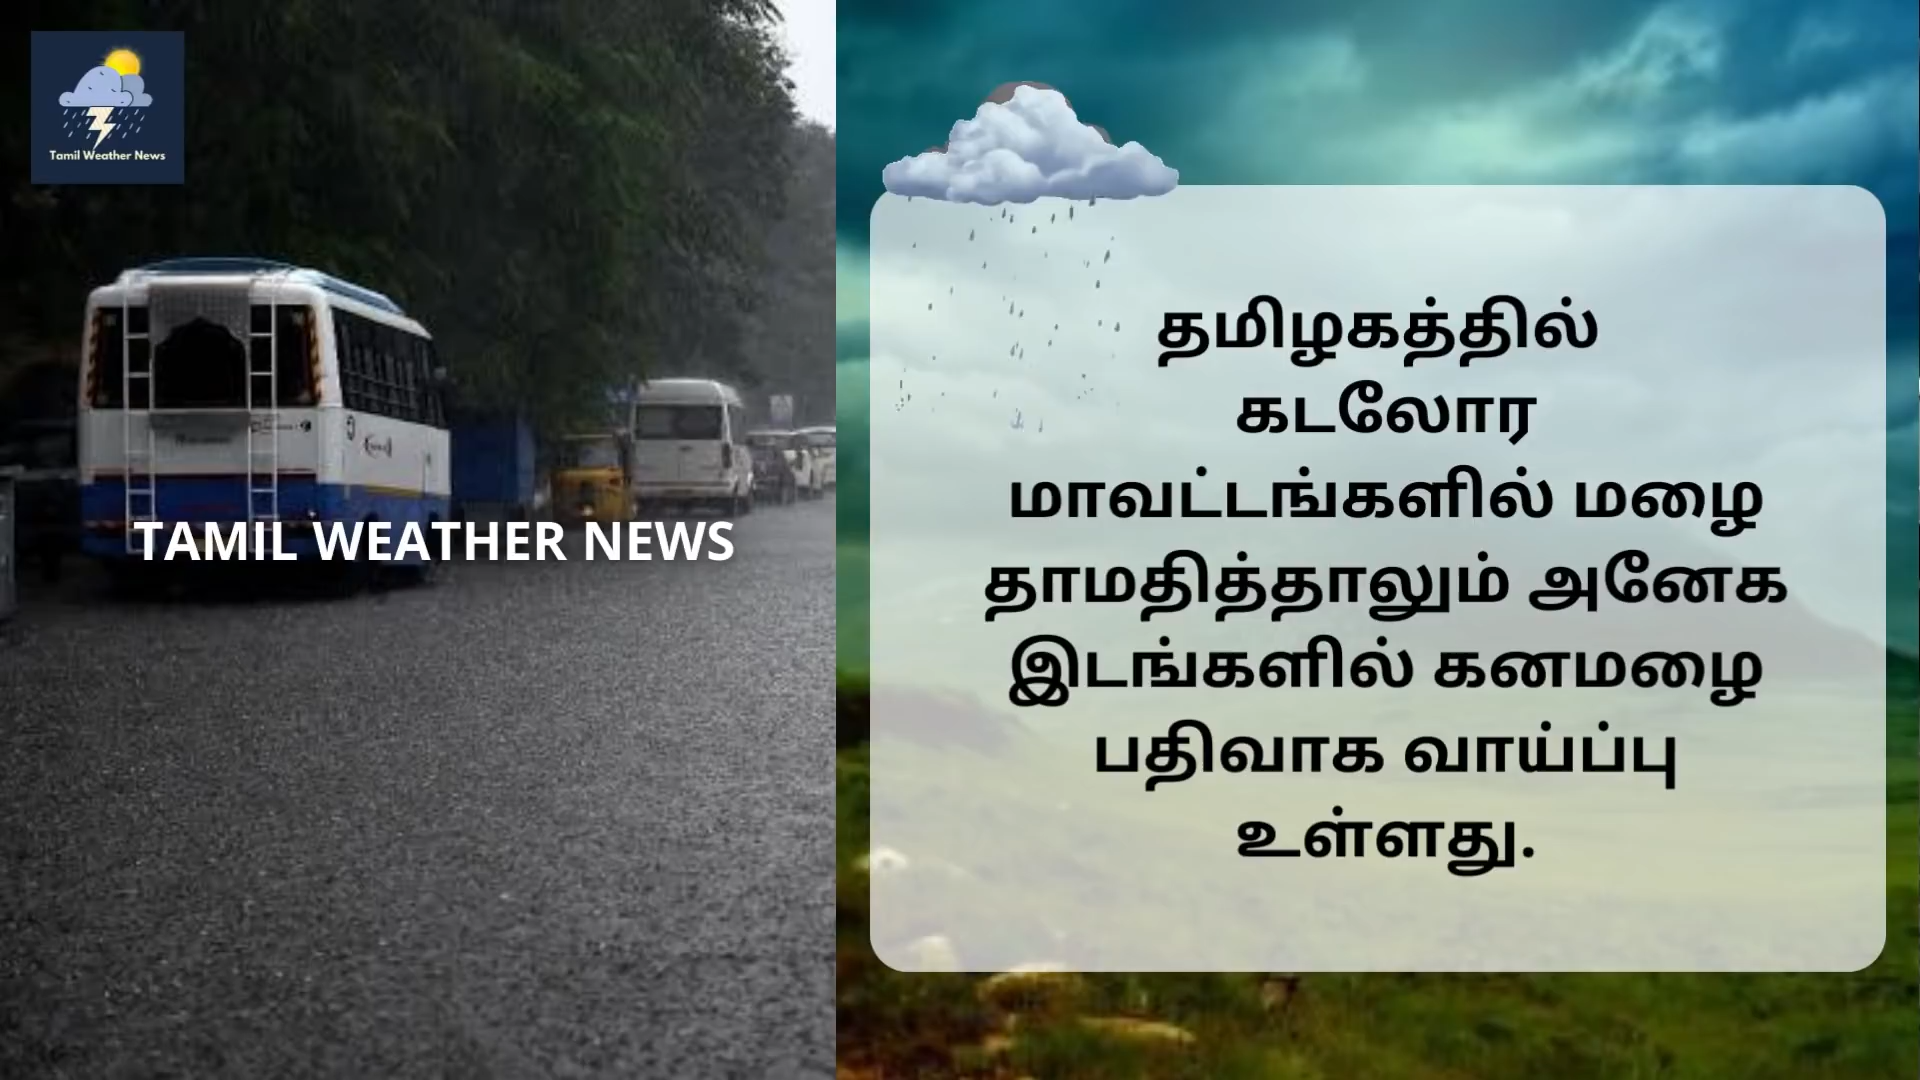 Tamil Weather News
TAMIL WEATHER NEWS
தமிழகத்தில்
கடலோர
மாவட்டங்களில் மழை
தாமதித்தாலும் அனேக
இடங்களில் கனமழை
பதிவாக வாய்ப்பு
உள்ளது.